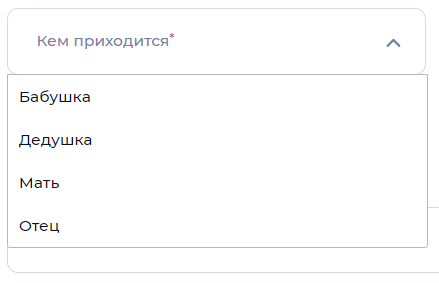 Кем приходится*
Бабушка
Дедушка
Мать
Отец